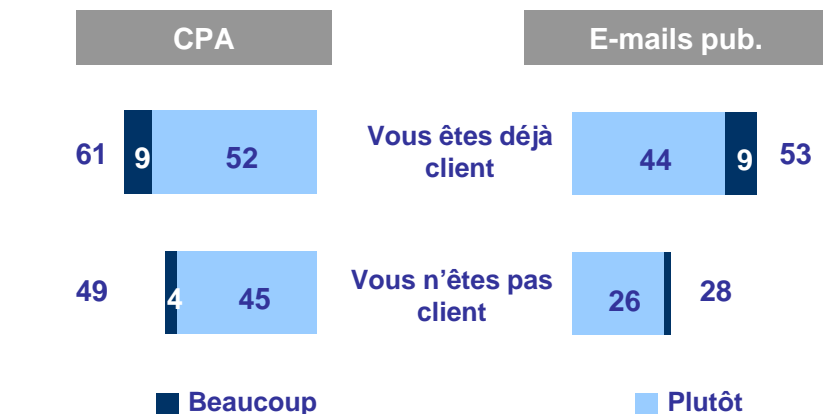 CPA
E-mails pub.
61 9 52
Vous êtes déjà
client
44 9 53
49 4 45
Vous n'êtes pas
client
26 28
Beaucoup
Plutôt